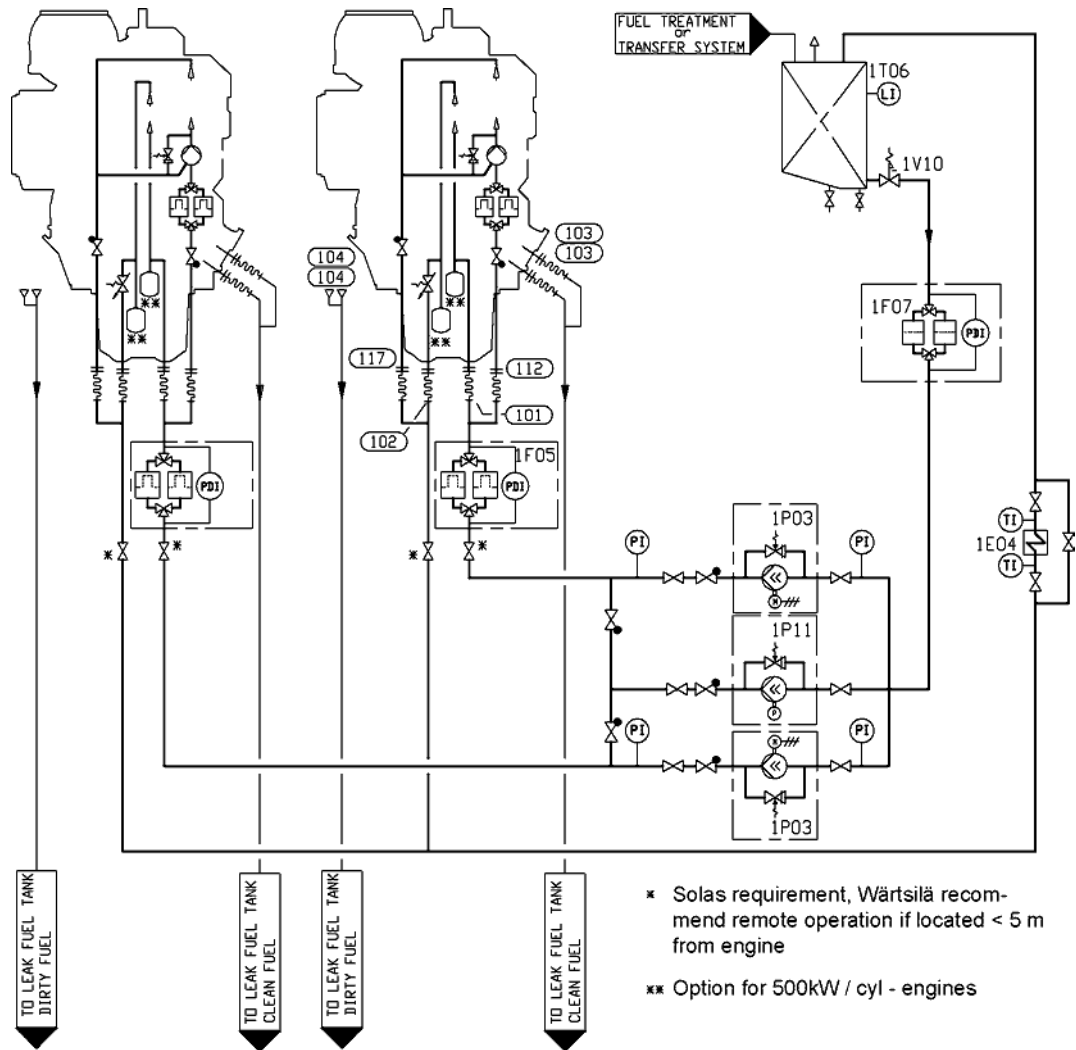 FUEL TREATMENT
or
TRANSFER SYSTEM
1T06
LI
1V10
103
103
104
104
1F07
PDI
117
112
101
102
1F05
PDI
PDI
**
**
**
**
*
*
*
*
1P03
PI
PI
M
TI
1E04
TI
1P11
P
PI
PI
M
1P03
TO LEAK FUEL TANK
DIRTY FUEL
TO LEAK FUEL TANK
CLEAN FUEL
TO LEAK FUEL TANK
DIRTY FUEL
TO LEAK FUEL TANK
CLEAN FUEL
* Solas requirement, Wärtsilä recom-
mend remote operation if located < 5 m
from engine
** Option for 500kW / cyl - engines